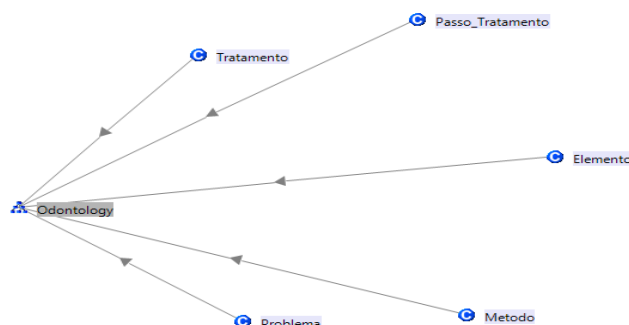 Passo_Tratamento
Tratamento
Elemento
Odontology
Metodo
Problema